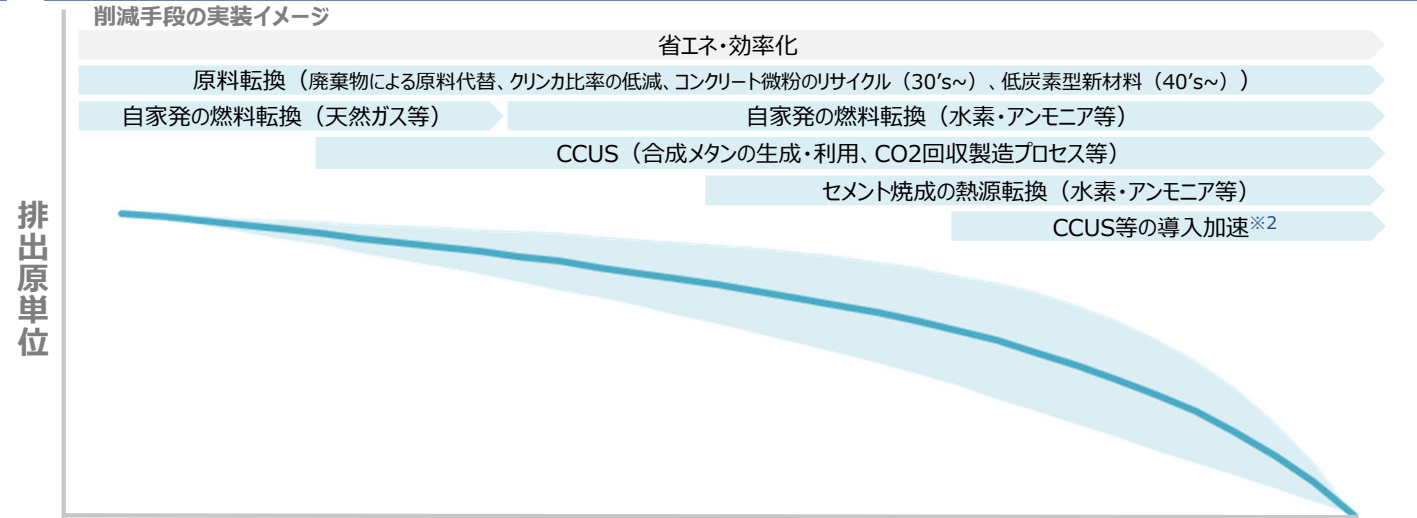 削減手段の実装イメージ
省エネ・効率化
原料転換（廃棄物による原料代替、クリンカ比率の低減、コンクリート微粉のリサイクル（30’s~）、低炭素型新材料（40’s~））
自家発の燃料転換（天然ガス等）
自家発の燃料転換（水素・アンモニア等）
CCUS（合成メタンの生成・利用、CO2回収製造プロセス等）
セメント焼成の熱源転換（水素・アンモニア等）
CCUS等の導入加速※2
排出原単位